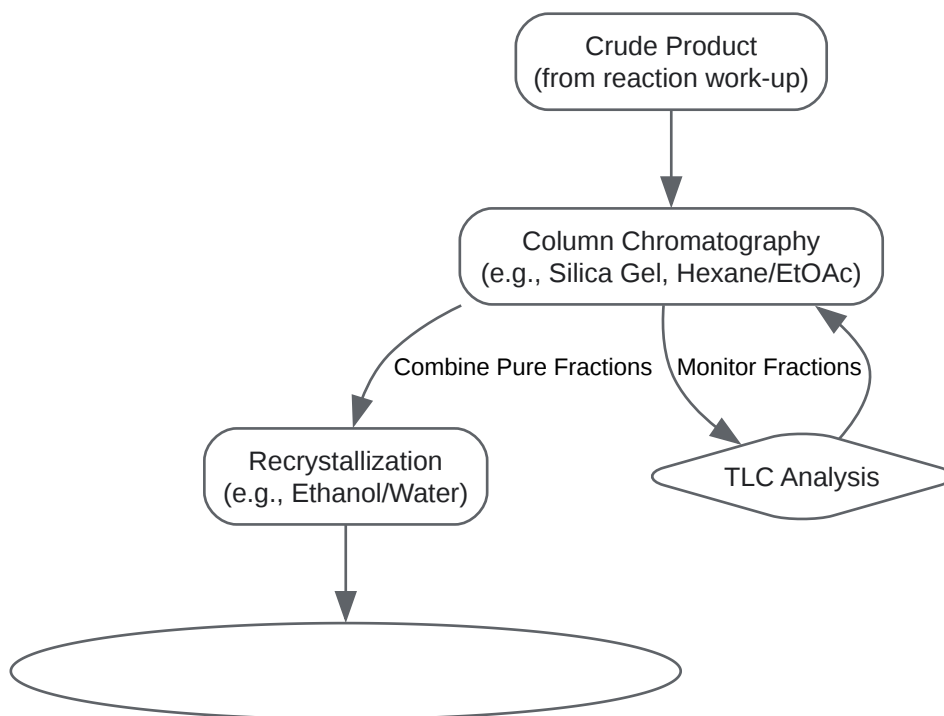 Crude Product
(from reaction work-up)
Column Chromatography
(e.g., Silica Gel, Hexane/EtOAc)
Combine Pure Fractions
Monitor Fractions
Recrystallization
(e.g., Ethanol/Water)
TLC Analysis